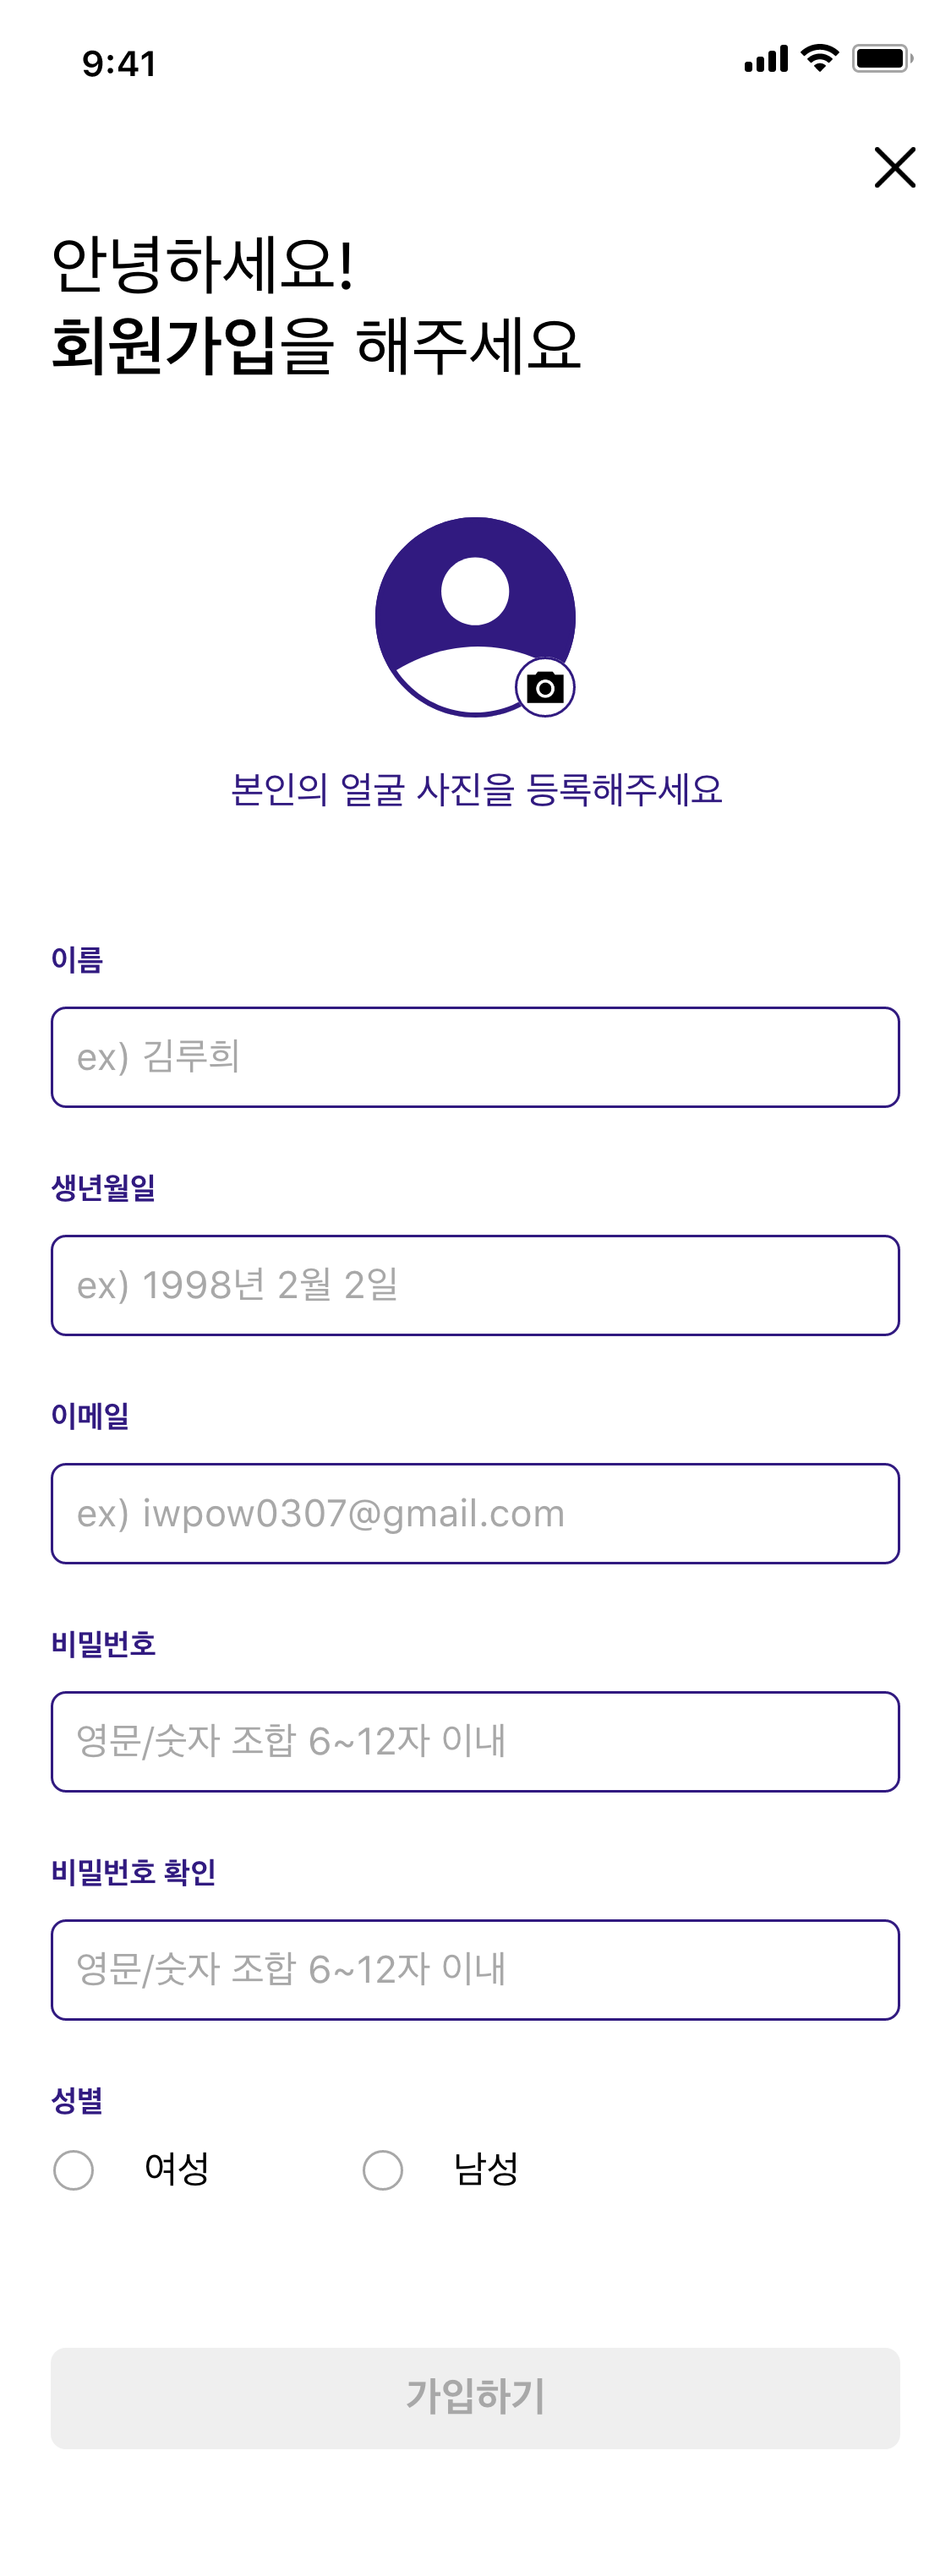 9:41
안녕하세요!
회원가입을 해주세요
본인의 얼굴 사진을 등록해주세요
이름
ex) 김루희
생년월일
ex) 1998년 2월 2일
이메일
ex) iwpow0307@gmail.com
비밀번호
영문/숫자 조합 6~12자 이내
비밀번호 확인
영문/숫자 조합 6~12자 이내
성별
여성 남성
가입하기